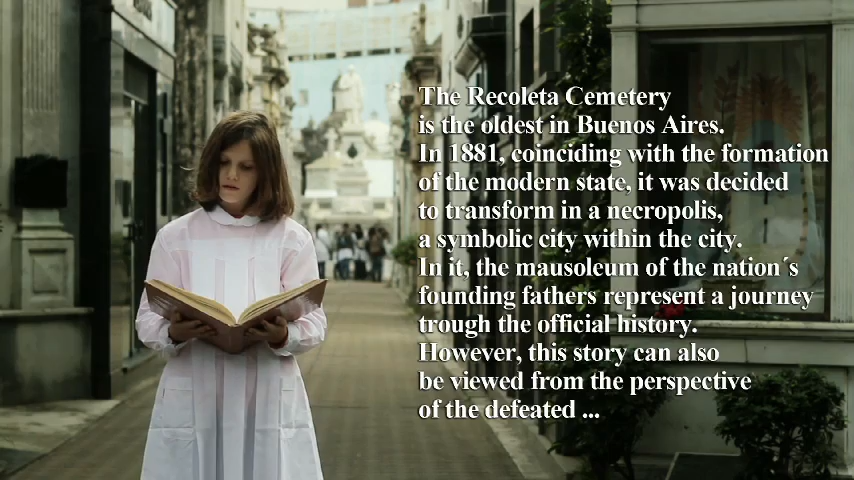 The Recoleta Cemetery
is the oldest in Buenos Aires.
In 1881, coinciding with the formation
of the modern state, it was decided
to transform in a necropolis,
a symbolic city within the city.
In it, the mausoleum of the nation´s
founding fathers represent a journey
trough the official history.
However, this story can also
be viewed from the perspective
of the defeated ...